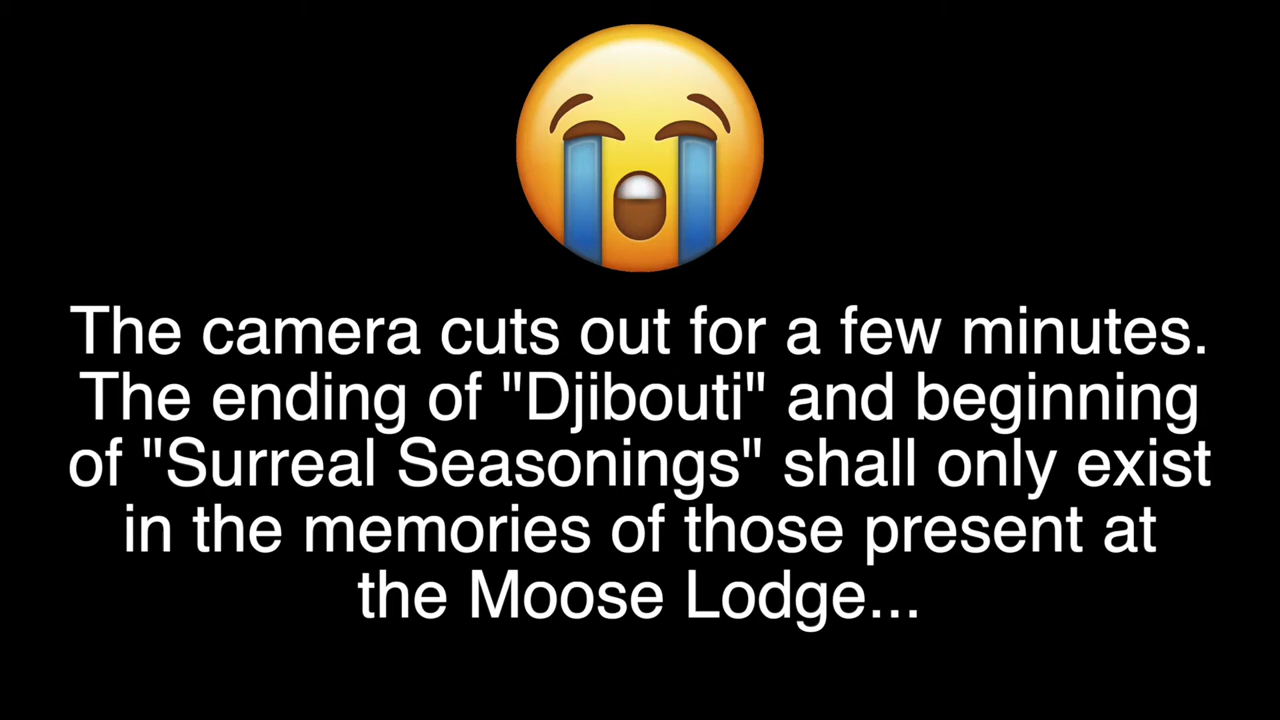 The camera cuts out for a few minutes.
The ending of "Djibouti" and beginning
of "Surreal Seasonings" shall only exist
in the memories of those present at
the Moose Lodge...